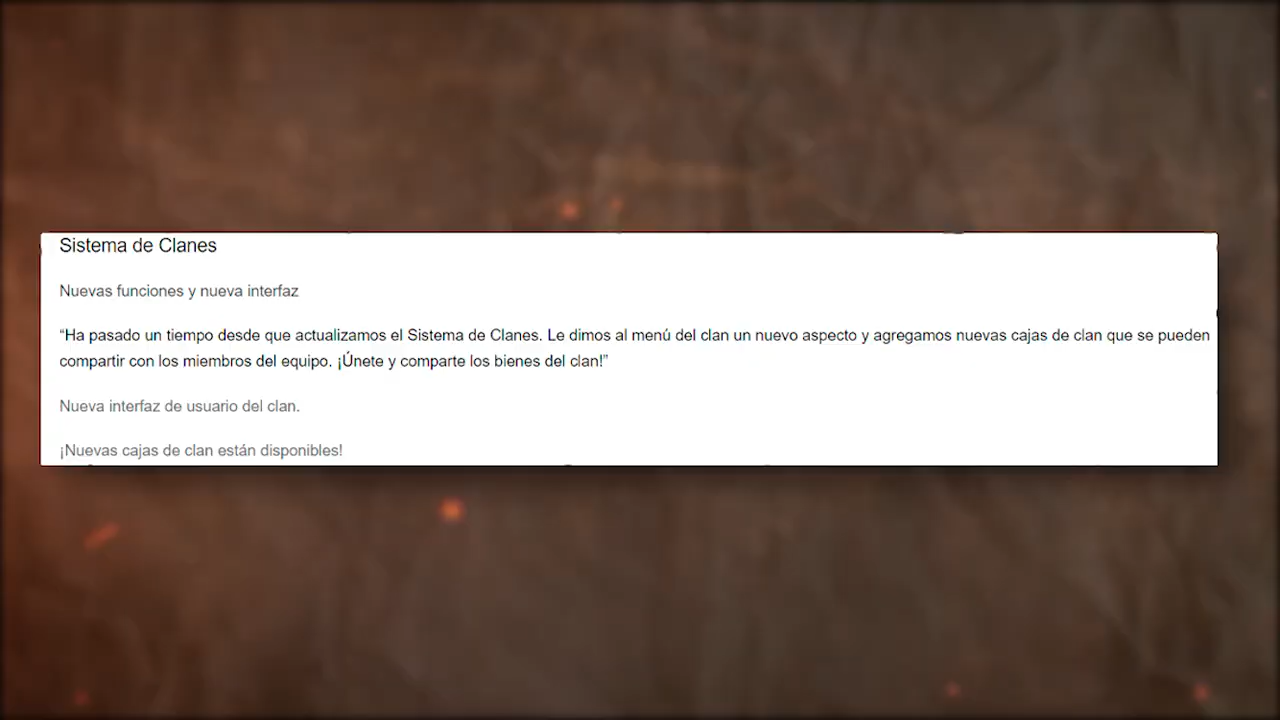 Sistema de Clanes
Nuevas funciones y nueva interfaz
“Ha pasado un tiempo desde que actualizamos el Sistema de Clanes. Le dimos al menú del clan un nuevo aspecto y agregamos nuevas cajas de clan que se pueden
compartir con los miembros del equipo. ¡Únete y comparte los bienes del clan!”
Nueva interfaz de usuario del clan.
¡Nuevas cajas de clan están disponibles!